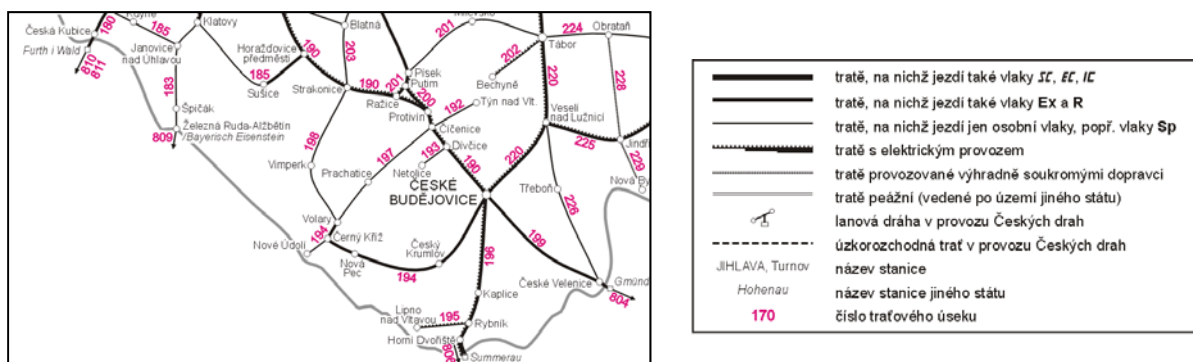 Kdyně
Česká Kubice
180
185
Klatovy
Furth i Wald
810
811
Janovice
nad Úhlavou
183
Špičák
Železná Ruda-Alžbětín
/Bayerisch Eisenstein
809
Horažďovice
předměstí
190
185
Sušice
Blatná
203
Strakonice
190
201
Milevsko
201
Písek
Putim
Ražice
200
Protivín
192
Týn nad Vlt.
Číčenice
Dívčice
193
Netolice
190
198
Vimperk
197
Prachatice
Volary
194
Černý Kříž
Nové Údolí
Nová
Pec
194
Český
Krumlov
ČESKÉ
BUDĚJOVICE
202
Bechyně
Tábor
224
Obrataň
220
228
Veselí
nad Lužnicí
225
Jindři
229
Nová By
220
Třeboň
226
199
České Velenice
Gmünd
804
196
Kaplice
Lipno
nad Vltavou
195
Rybník
Horní Dvořiště
Summerau
tratě, na nichž jezdí také vlaky SC, EC, IC
tratě, na nichž jezdí také vlaky Ex a R
tratě, na nichž jezdí jen osobní vlaky, popř. vlaky Sp
tratě s elektrickým provozem
tratě provozované výhradně soukromými dopravci
tratě peážní (vedené po území jiného státu)
lanová dráha v provozu Českých drah
úzkorozchodná trať v provozu Českých drah
JIHLAVA, Turnov název stanice
Hohenau název stanice jiného státu
170 číslo traťového úseku